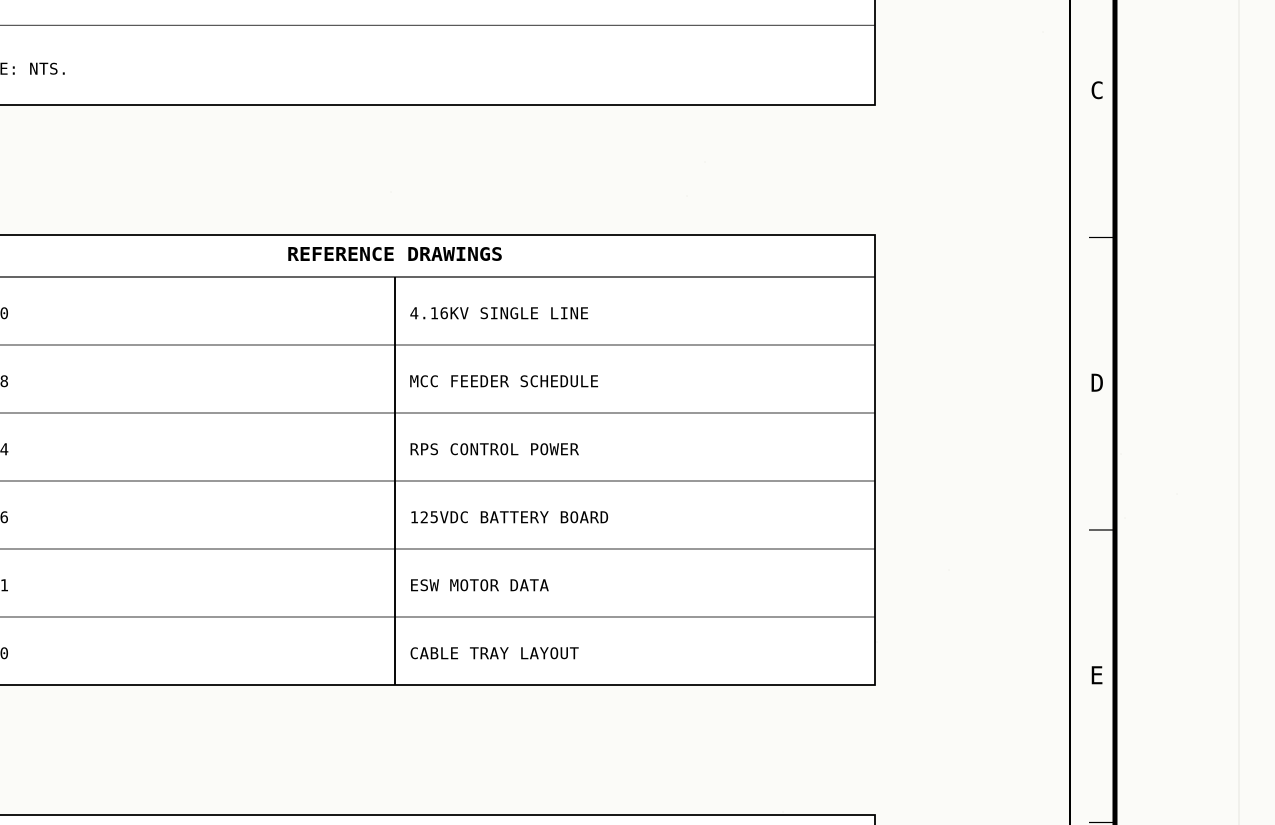 E: NTS.
C
REFERENCE DRAWINGS
0 4.16KV SINGLE LINE
8 MCC FEEDER SCHEDULE
D
4 RPS CONTROL POWER
6 125VDC BATTERY BOARD
1 ESW MOTOR DATA
0 CABLE TRAY LAYOUT
E